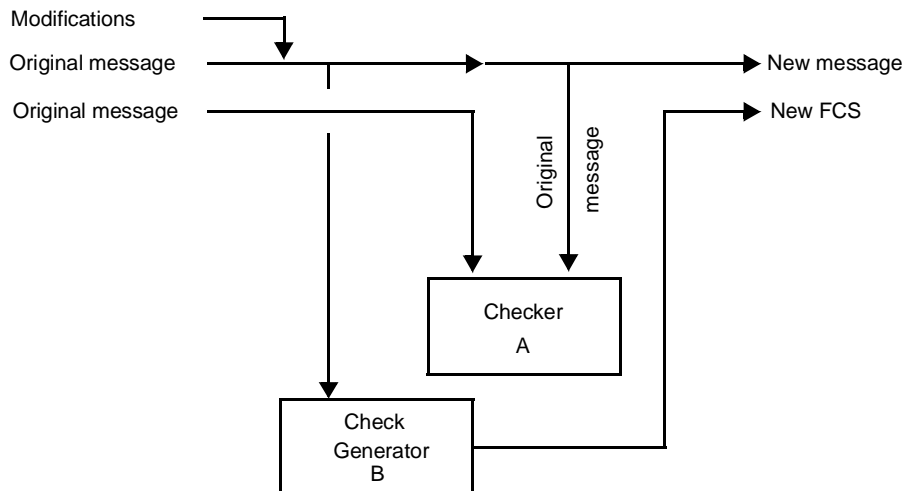 Modifications
Original message
New message
Original message
New FCS
Original
message
Checker
A
Check
Generator
B